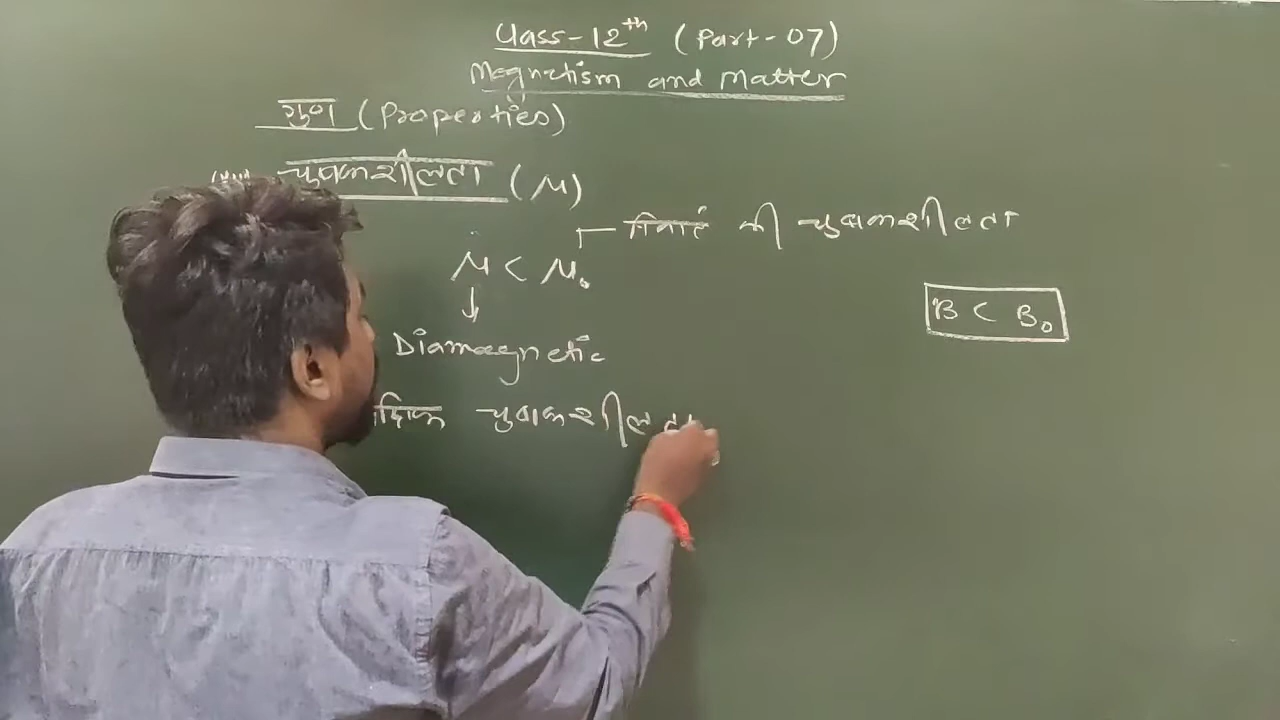 Class-12th (Part-07)
Magnetism and Matter
गुण (Properties)
चुंबकशीलता (μ)
निर्वात की चुंबकशीलता
μ < μ₀
B < B₀
↓
Diamagnetic
चुंबकशीलता